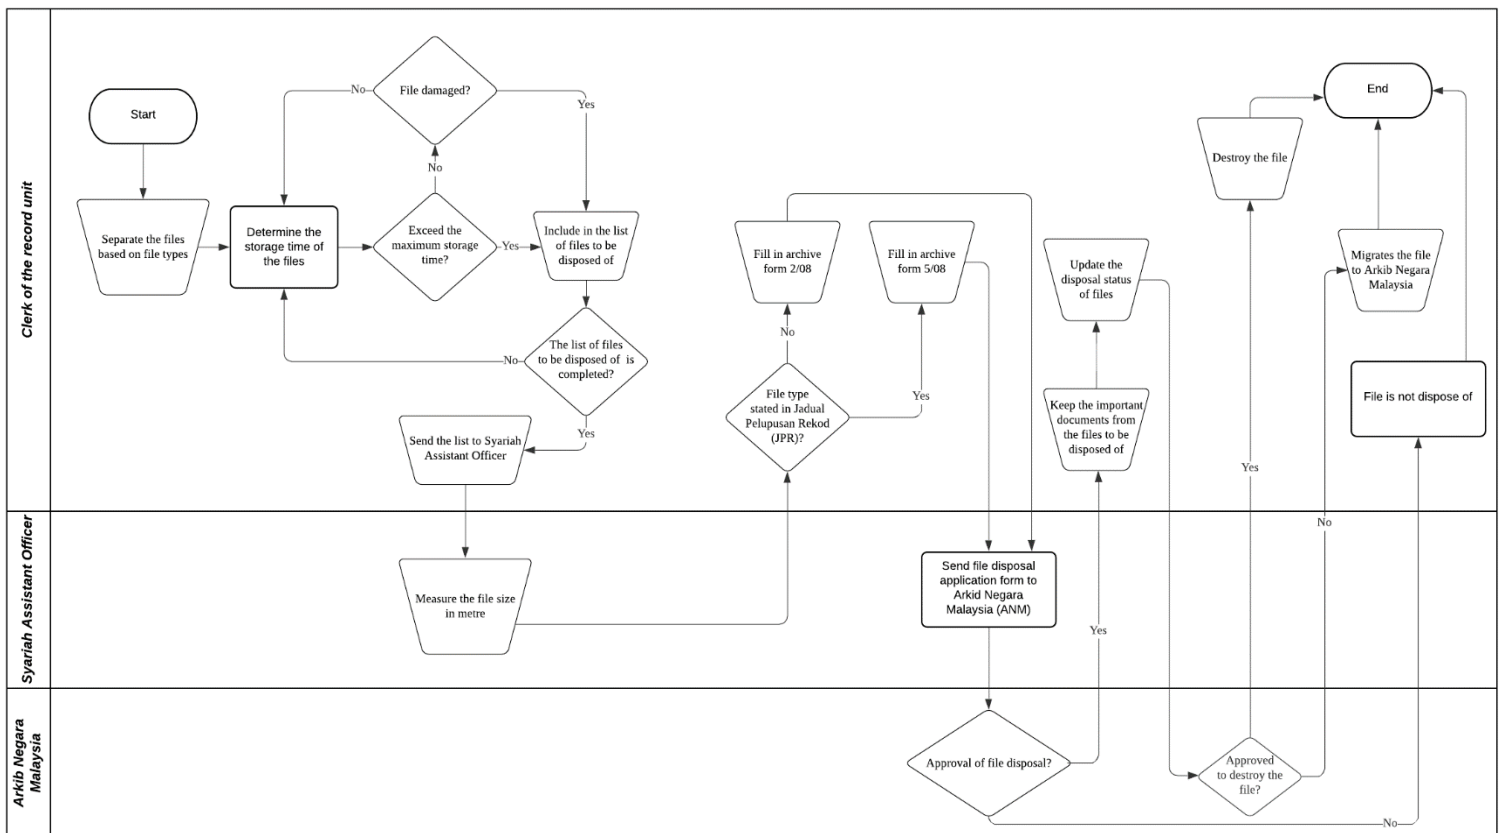 Clerk of the record unit
Start
Separate the files
based on file types
Determine the
storage time of
the files
No
File damaged?
Yes
No
Exceed the
maximum storage
time?
Yes
Include in the list
of files to be
disposed of
The list of files
to be disposed of is
completed?
No
Yes
Send the list to Syariah
Assistant Officer
Fill in archive
form 2/08
Fill in archive
form 5/08
No
File type
stated in Jadual
Pelupusan Rekod
(JPR)?
Yes
Update the
disposal status
of files
Keep the important
documents from
the files to be
disposed of
Destroy the file
Yes
End
Migrates the file
to Arkib Negara
Malaysia
File is not dispose of
No
Syariah Assistant Officer
Measure the file size
in metre
Send file disposal
application form to
Arkid Negara
Malaysia (ANM)
Yes
Arkib Negara
Malaysia
Approval of file disposal?
Approved
to destroy the
file?
No